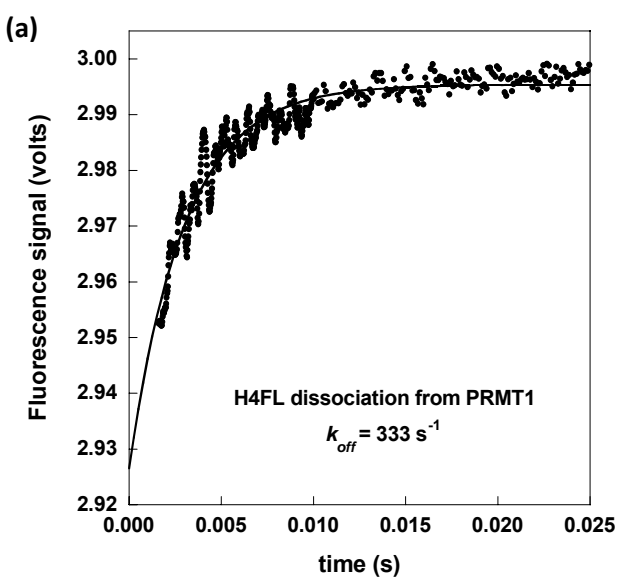 (a)
3.00
2.99
2.98
2.97
2.96
2.95
2.94
2.93
2.92
Fluorescence signal (volts)
H4FL dissociation from PRMT1
k_off = 333 s⁻¹
0.000 0.005 0.010 0.015 0.020 0.025
time (s)